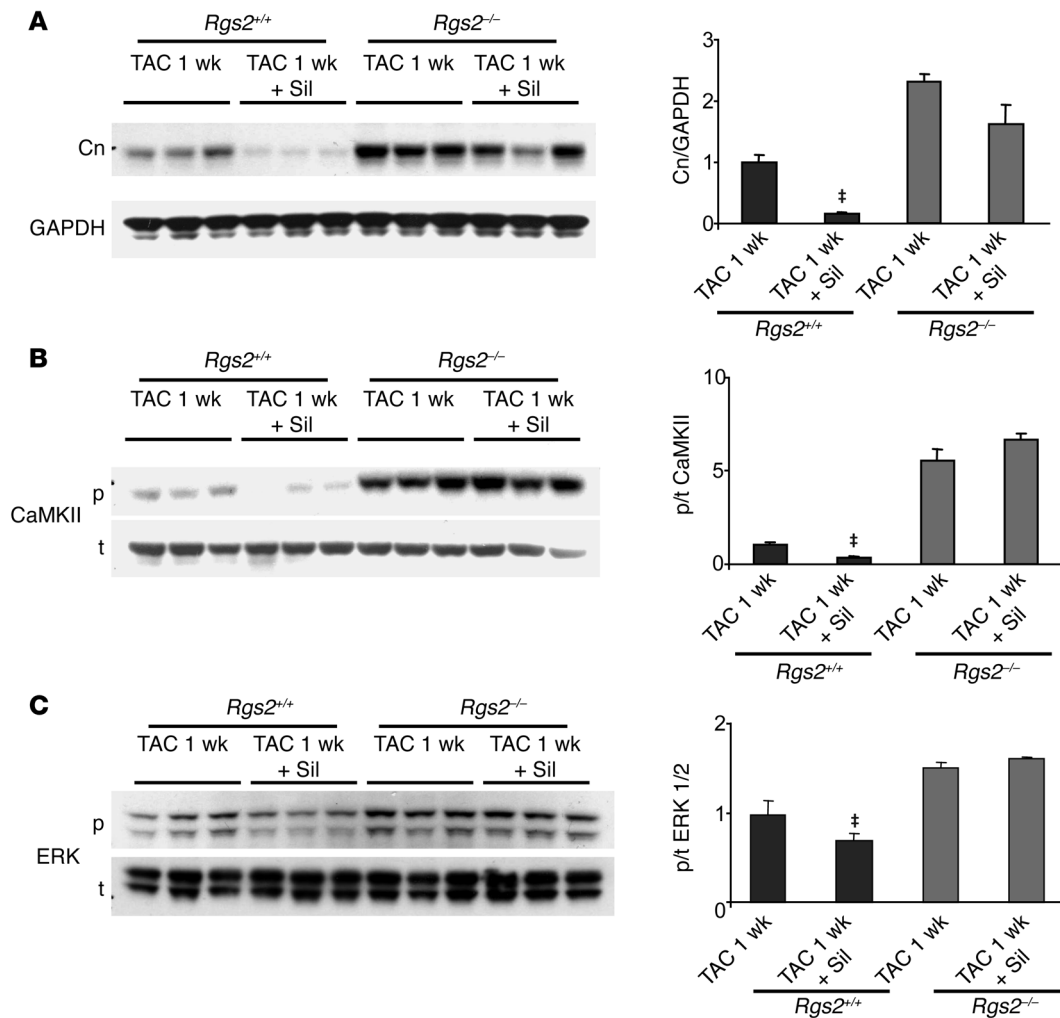 A
Rgs2+/+ Rgs2–/–
TAC 1 wk TAC 1 wk + Sil TAC 1 wk TAC 1 wk + Sil
Cn
GAPDH
Cn/GAPDH
3
2
1
0
‡
TAC 1 wk
TAC 1 wk + Sil
TAC 1 wk
TAC 1 wk + Sil
Rgs2+/+ Rgs2–/–
B
Rgs2+/+ Rgs2–/–
TAC 1 wk TAC 1 wk + Sil TAC 1 wk TAC 1 wk + Sil
p
CaMKII
t
p/t CaMKII
10
5
0
‡
TAC 1 wk
TAC 1 wk + Sil
TAC 1 wk
TAC 1 wk + Sil
Rgs2+/+ Rgs2–/–
C
Rgs2+/+ Rgs2–/–
TAC 1 wk TAC 1 wk + Sil TAC 1 wk TAC 1 wk + Sil
p
ERK
t
p/t ERK 1/2
2
1
0
‡
TAC 1 wk
TAC 1 wk + Sil
TAC 1 wk
TAC 1 wk + Sil
Rgs2+/+ Rgs2–/–